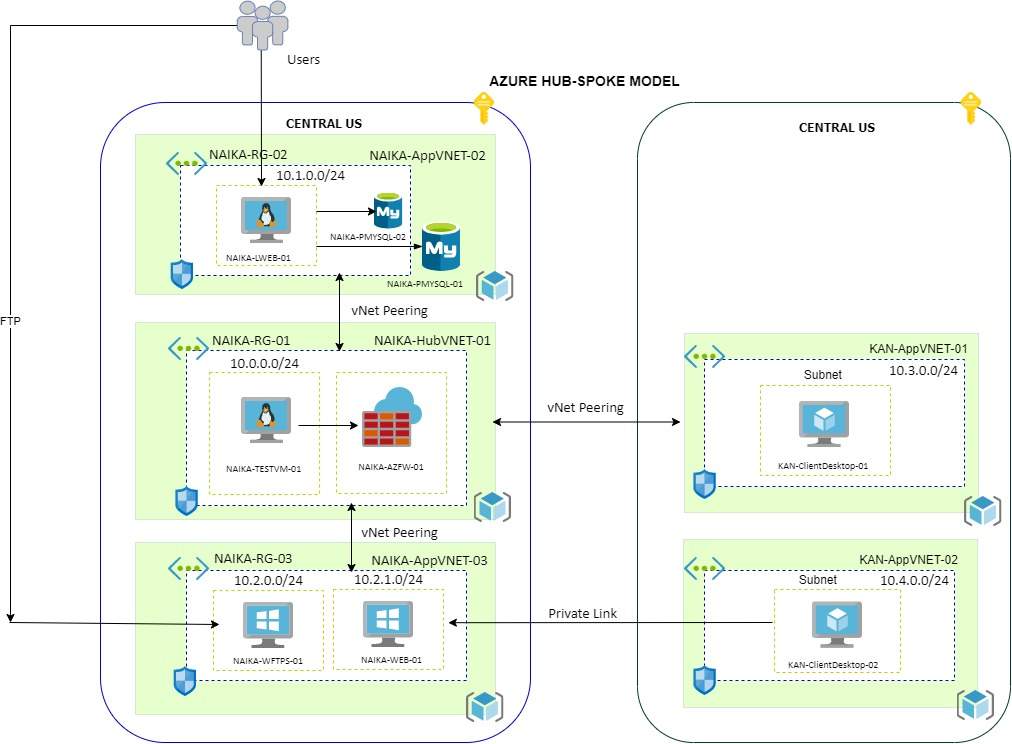 Users
AZURE HUB-SPOKE MODEL
CENTRAL US
CENTRAL US
NAIKA-RG-02
NAIKA-AppVNET-02
10.1.0.0/24
My
NAIKA-PMYSQL-02
NAIKA-LWEB-01
My
NAIKA-PMYSQL-01
vNet Peering
FTP
NAIKA-RG-01
NAIKA-HubVNET-01
10.0.0.0/24
NAIKA-TESTVM-01
NAIKA-AZFW-01
vNet Peering
KAN-AppVNET-01
10.3.0.0/24
Subnet
KAN-ClientDesktop-01
vNet Peering
NAIKA-RG-03
NAIKA-AppVNET-03
10.2.0.0/24
10.2.1.0/24
NAIKA-WFTPS-01
NAIKA-WEB-01
Private Link
KAN-AppVNET-02
Subnet
10.4.0.0/24
KAN-ClientDesktop-02